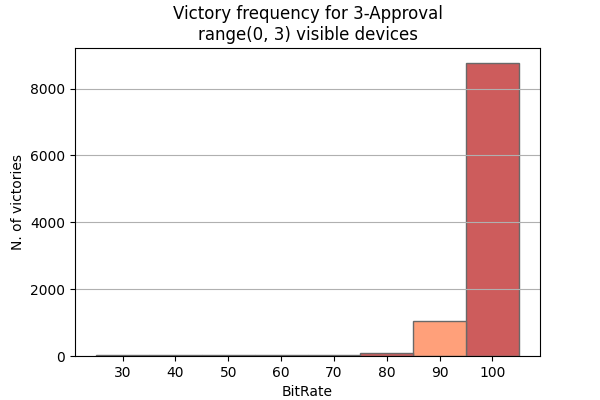 Victory frequency for 3-Approval
range(0, 3) visible devices
N. of victories
8000
6000
4000
2000
0
30 40 50 60 70 80 90 100
BitRate